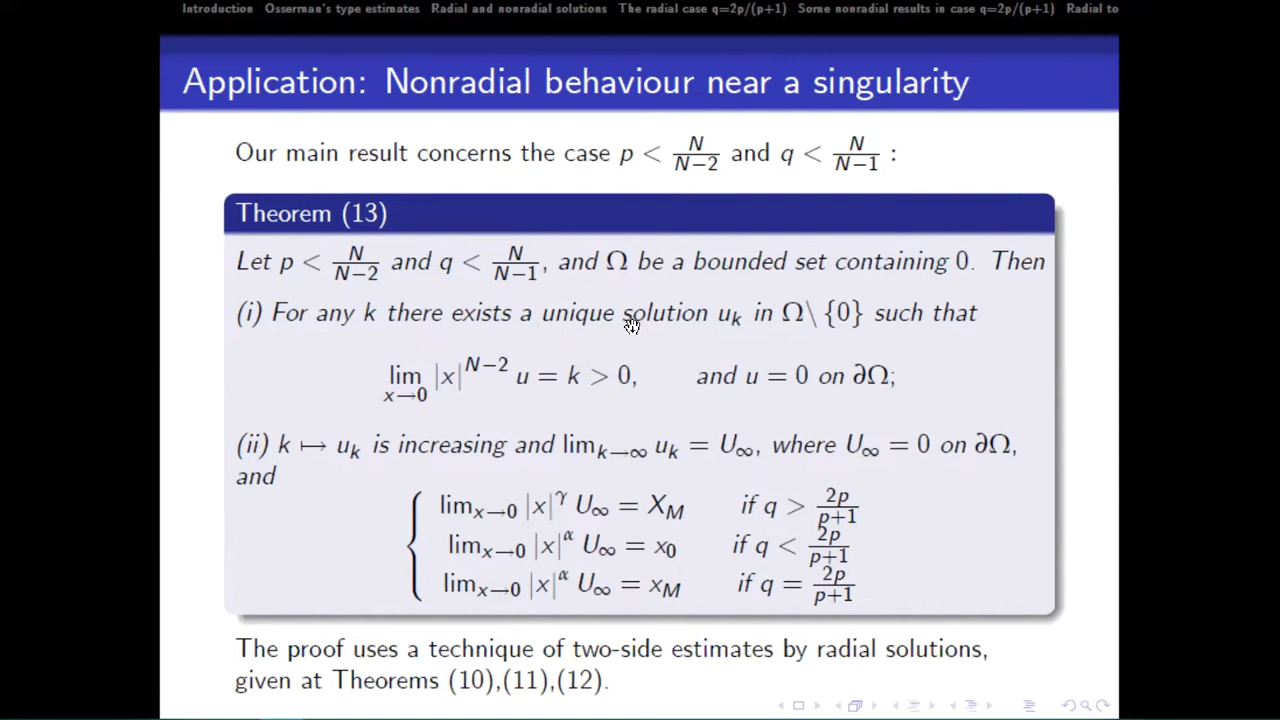 Introduction Osserman's type estimates Radial and nonradial solutions The radial case q=2p/(p+1) Some nonradial results in case q=2p/(p+1) Radial to
Application: Nonradial behaviour near a singularity
Our main result concerns the case p < N/(N−2) and q < N/(N−1) :
Theorem (13)
Let p < N/(N−2) and q < N/(N−1), and Ω be a bounded set containing 0. Then
(i) For any k there exists a unique solution u_k in Ω\ {0} such that
lim_{x→0} |x|^{N−2} u = k > 0, and u = 0 on ∂Ω;
(ii) k ↦ u_k is increasing and lim_{k→∞} u_k = U_∞, where U_∞ = 0 on ∂Ω,
and
lim_{x→0} |x|^γ U_∞ = X_M if q > 2p/(p+1)
lim_{x→0} |x|^α U_∞ = x_0 if q < 2p/(p+1)
lim_{x→0} |x|^α U_∞ = x_M if q = 2p/(p+1)
The proof uses a technique of two-side estimates by radial solutions,
given at Theorems (10),(11),(12).